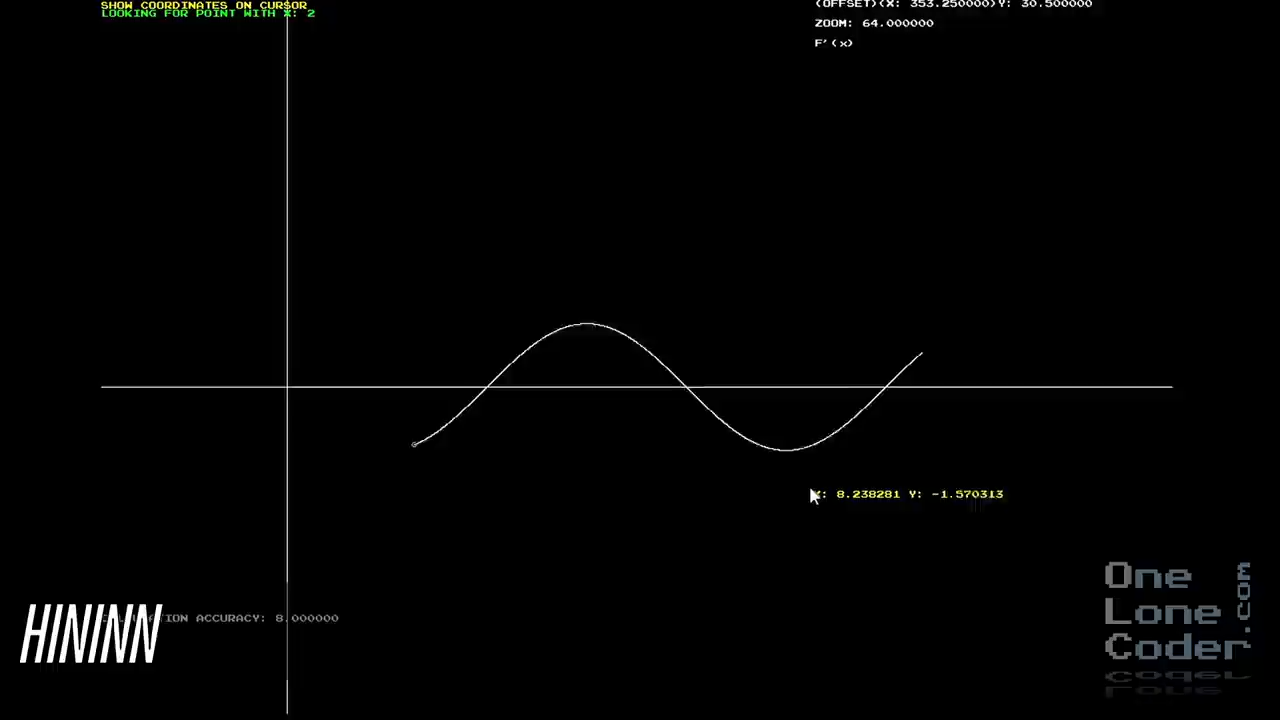 SHOW COORDINATES ON CURSOR
LOOKING FOR POINT WITH X: 2
(OFFSET)(X: 353.250000)Y: 30.500000
ZOOM: 64.000000
F'(x)
X: 8.238281 Y: -1.570313
ACCURACY: 8.000000
HININN
One
Lone
Coder
.com